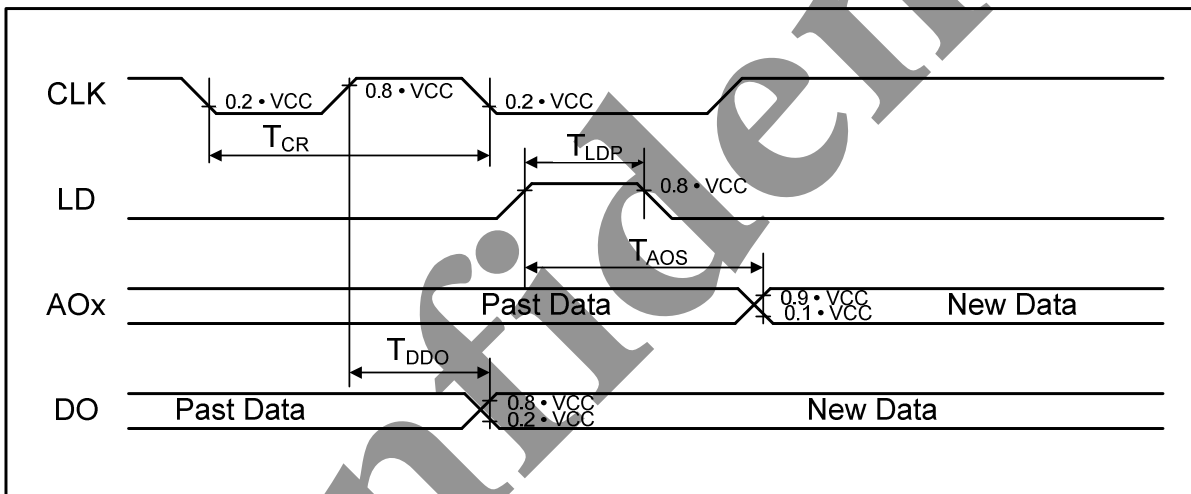 CLK
0.2 • VCC
0.8 • VCC
0.2 • VCC
TCR
TLDP
LD
0.8 • VCC
TAOS
AOx
Past Data
0.9 • VCC
0.1 • VCC
New Data
TDDO
DO
Past Data
0.8 • VCC
0.2 • VCC
New Data
nfiden